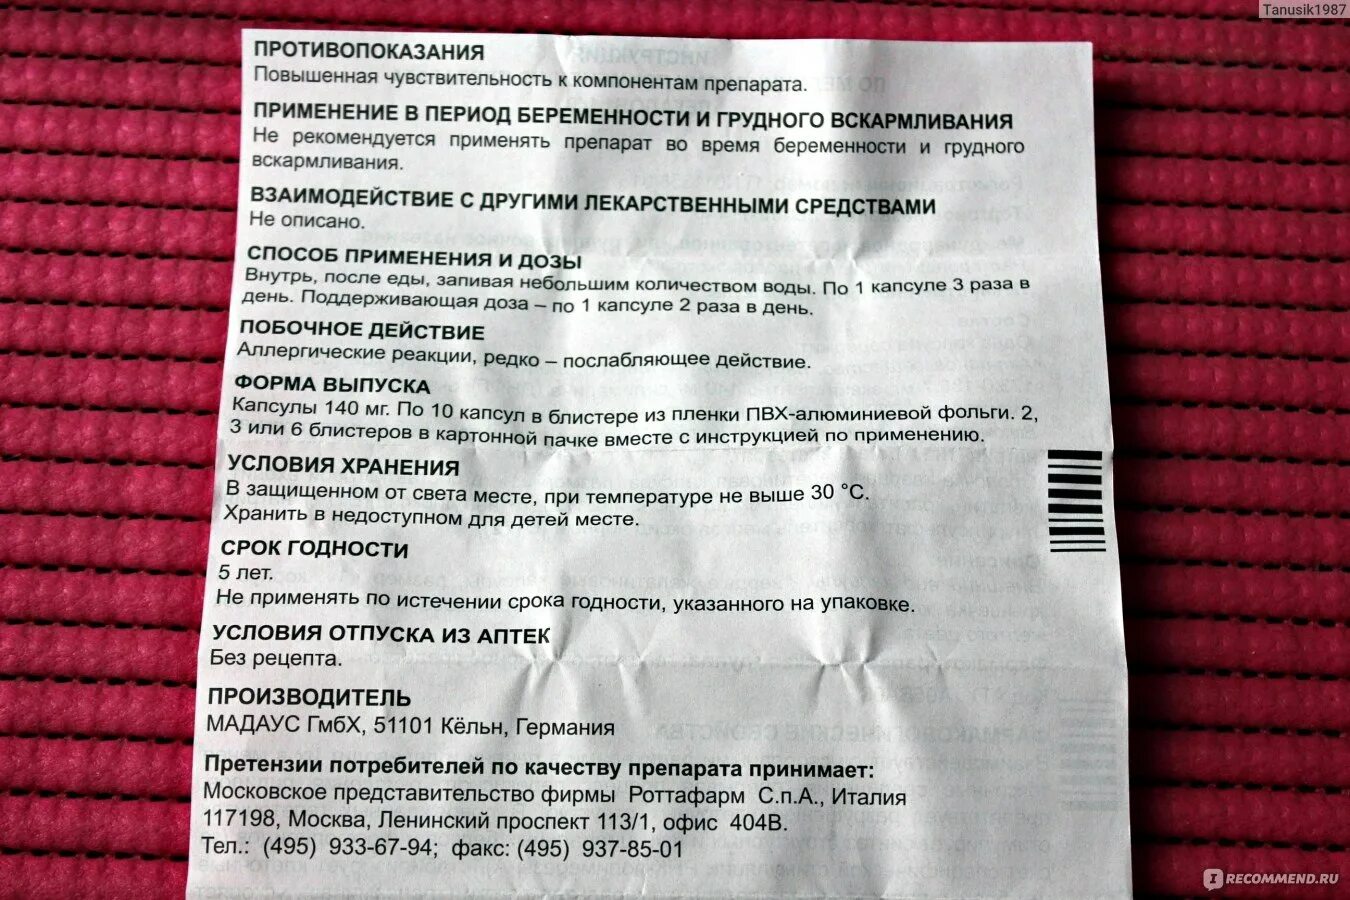 Tanusik1987
ПРОТИВОПОКАЗАНИЯ
Повышенная чувствительность к компонентам препарата.
ПРИМЕНЕНИЕ В ПЕРИОД БЕРЕМЕННОСТИ И ГРУДНОГО ВСКАРМЛИВАНИЯ
Не рекомендуется применять препарат во время беременности и грудного
вскармливания.
ВЗАИМОДЕЙСТВИЕ С ДРУГИМИ ЛЕКАРСТВЕННЫМИ СРЕДСТВАМИ
Не описано.
СПОСОБ ПРИМЕНЕНИЯ И ДОЗЫ
Внутрь, после еды, запивая небольшим количеством воды. По 1 капсуле 3 раза в
день. Поддерживающая доза – по 1 капсуле 2 раза в день.
ПОБОЧНОЕ ДЕЙСТВИЕ
Аллергические реакции, редко – послабляющее действие.
ФОРМА ВЫПУСКА
Капсулы 140 мг. По 10 капсул в блистере из пленки ПВХ-алюминиевой фольги. 2,
3 или 6 блистеров в картонной пачке вместе с инструкцией по применению.
УСЛОВИЯ ХРАНЕНИЯ
В защищенном от света месте, при температуре не выше 30 °С.
Хранить в недоступном для детей месте.
СРОК ГОДНОСТИ
5 лет.
Не применять по истечении срока годности, указанного на упаковке.
УСЛОВИЯ ОТПУСКА ИЗ АПТЕК
Без рецепта.
ПРОИЗВОДИТЕЛЬ
МАДАУС ГмбХ, 51101 Кёльн, Германия
Претензии потребителей по качеству препарата принимает:
Московское представительство фирмы Роттафарм С.п.А., Италия
117198, Москва, Ленинский проспект 113/1, офис 404В.
Тел.: (495) 933-67-94; факс: (495) 937-85-01
I RECOMMEND.RU